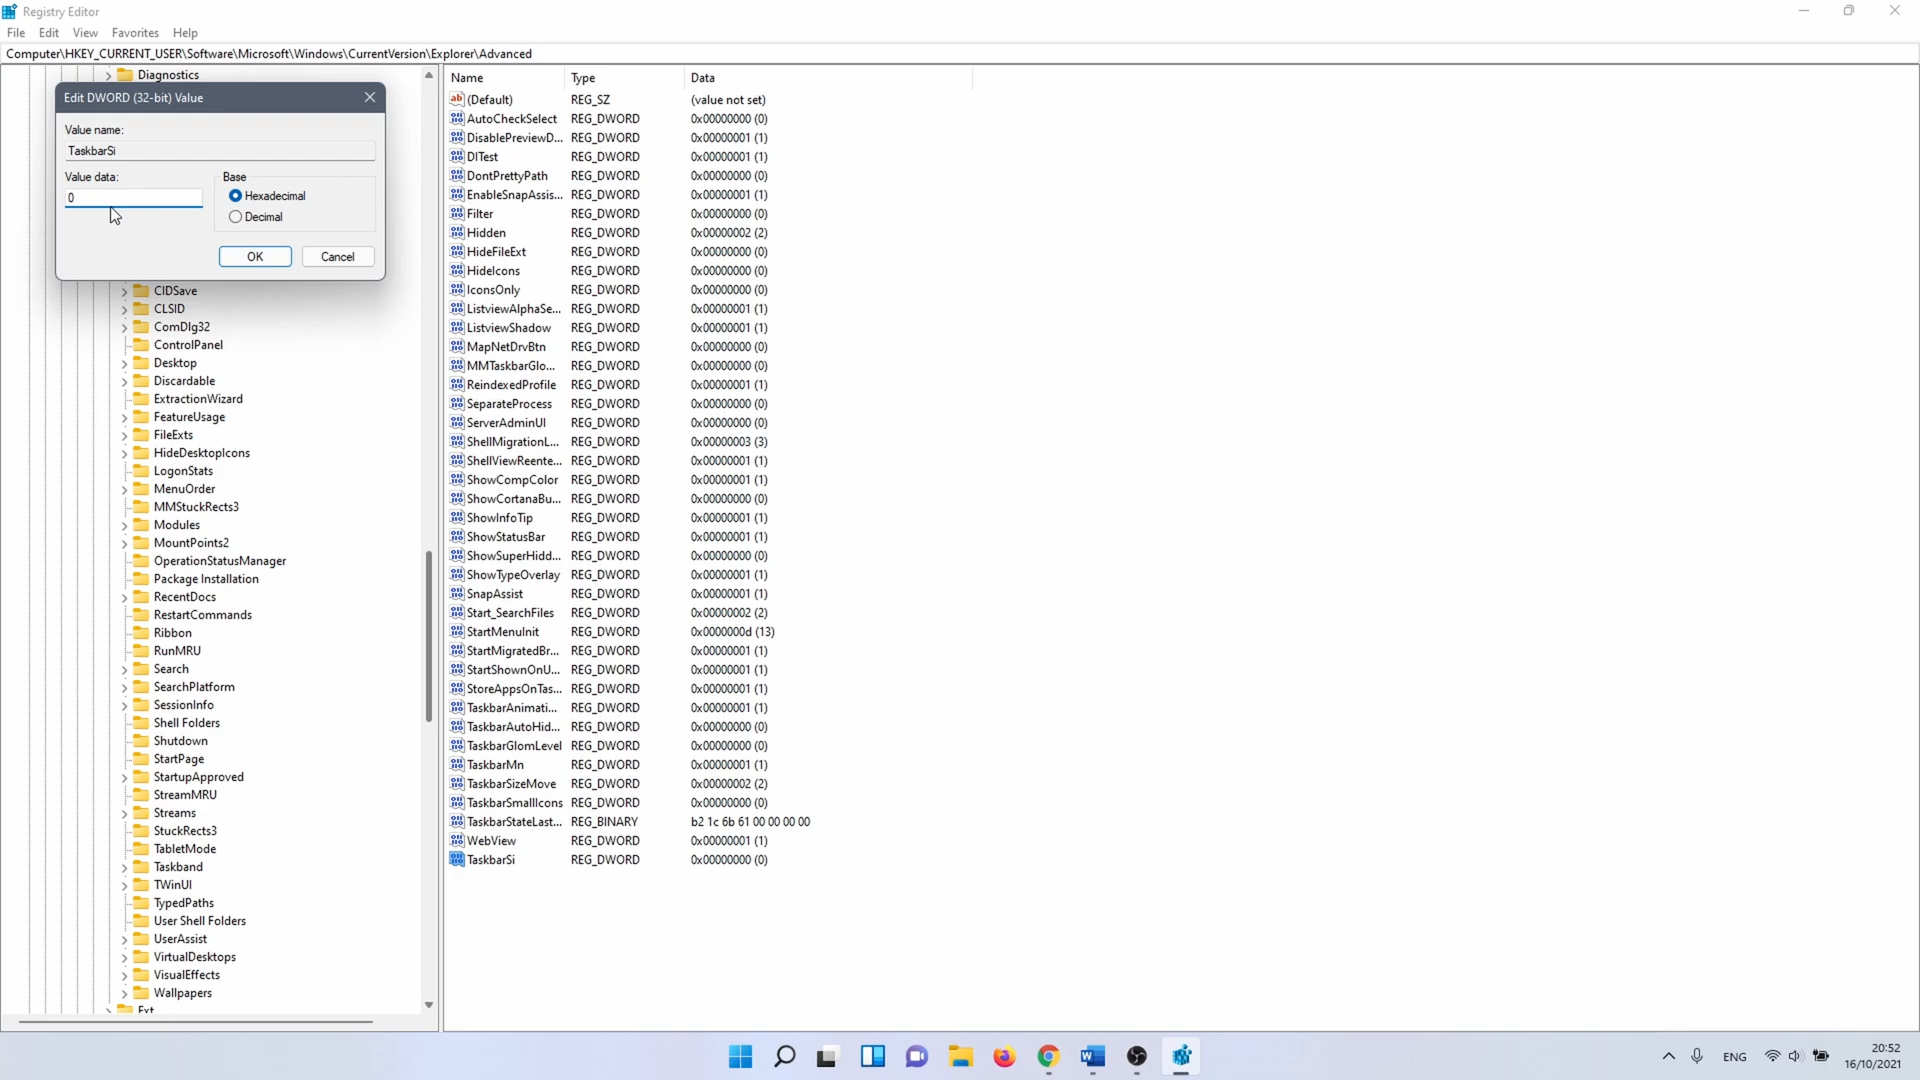 Registry Editor
File Edit View Favorites Help
Computer\HKEY_CURRENT_USER\Software\Microsoft\Windows\CurrentVersion\Explorer\Advanced
Diagnostics
Edit DWORD (32-bit) Value
Value name:
TaskbarSi
Value data:
0
Base
Hexadecimal
Decimal
OK
Cancel
CIDSave
CLSID
ComDlg32
ControlPanel
Desktop
Discardable
ExtractionWizard
FeatureUsage
FileExts
HideDesktopIcons
LogonStats
MenuOrder
MMStuckRects3
Modules
MountPoints2
OperationStatusManager
Package Installation
RecentDocs
RestartCommands
Ribbon
RunMRU
Search
SearchPlatform
SessionInfo
Shell Folders
Shutdown
StartPage
StartupApproved
StreamMRU
Streams
StuckRects3
TabletMode
Taskband
TWinUI
TypedPaths
User Shell Folders
UserAssist
VirtualDesktops
VisualEffects
Wallpapers
Ext
Name Type Data
ab (Default) REG_SZ (value not set)
AutoCheckSelect REG_DWORD 0x00000000 (0)
DisablePreviewD... REG_DWORD 0x00000001 (1)
DITest REG_DWORD 0x00000001 (1)
DontPrettyPath REG_DWORD 0x00000000 (0)
EnableSnapAssis... REG_DWORD 0x00000001 (1)
Filter REG_DWORD 0x00000000 (0)
Hidden REG_DWORD 0x00000002 (2)
HideFileExt REG_DWORD 0x00000000 (0)
HideIcons REG_DWORD 0x00000000 (0)
IconsOnly REG_DWORD 0x00000000 (0)
ListviewAlphaSe... REG_DWORD 0x00000001 (1)
ListviewShadow REG_DWORD 0x00000001 (1)
MapNetDrvBtn REG_DWORD 0x00000000 (0)
MMTaskbarGlo... REG_DWORD 0x00000000 (0)
ReindexedProfile REG_DWORD 0x00000001 (1)
SeparateProcess REG_DWORD 0x00000000 (0)
ServerAdminUI REG_DWORD 0x00000000 (0)
ShellMigrationL... REG_DWORD 0x00000003 (3)
ShellViewReente... REG_DWORD 0x00000001 (1)
ShowCompColor REG_DWORD 0x00000001 (1)
ShowCortanaBu... REG_DWORD 0x00000000 (0)
ShowInfoTip REG_DWORD 0x00000001 (1)
ShowStatusBar REG_DWORD 0x00000001 (1)
ShowSuperHidd... REG_DWORD 0x00000000 (0)
ShowTypeOverlay REG_DWORD 0x00000001 (1)
SnapAssist REG_DWORD 0x00000001 (1)
Start_SearchFiles REG_DWORD 0x00000002 (2)
StartMenuInit REG_DWORD 0x0000000d (13)
StartMigratedBr... REG_DWORD 0x00000001 (1)
StartShownOnU... REG_DWORD 0x00000001 (1)
StoreAppsOnTas... REG_DWORD 0x00000001 (1)
TaskbarAnimati... REG_DWORD 0x00000001 (1)
TaskbarAutoHid... REG_DWORD 0x00000000 (0)
TaskbarGlomLevel REG_DWORD 0x00000000 (0)
TaskbarMn REG_DWORD 0x00000001 (1)
TaskbarSizeMove REG_DWORD 0x00000002 (2)
TaskbarSmallIcons REG_DWORD 0x00000000 (0)
TaskbarStateLast... REG_BINARY b2 1c 6b 61 00 00 00 00
WebView REG_DWORD 0x00000001 (1)
TaskbarSi REG_DWORD 0x00000000 (0)
ENG
20:52
16/10/2021